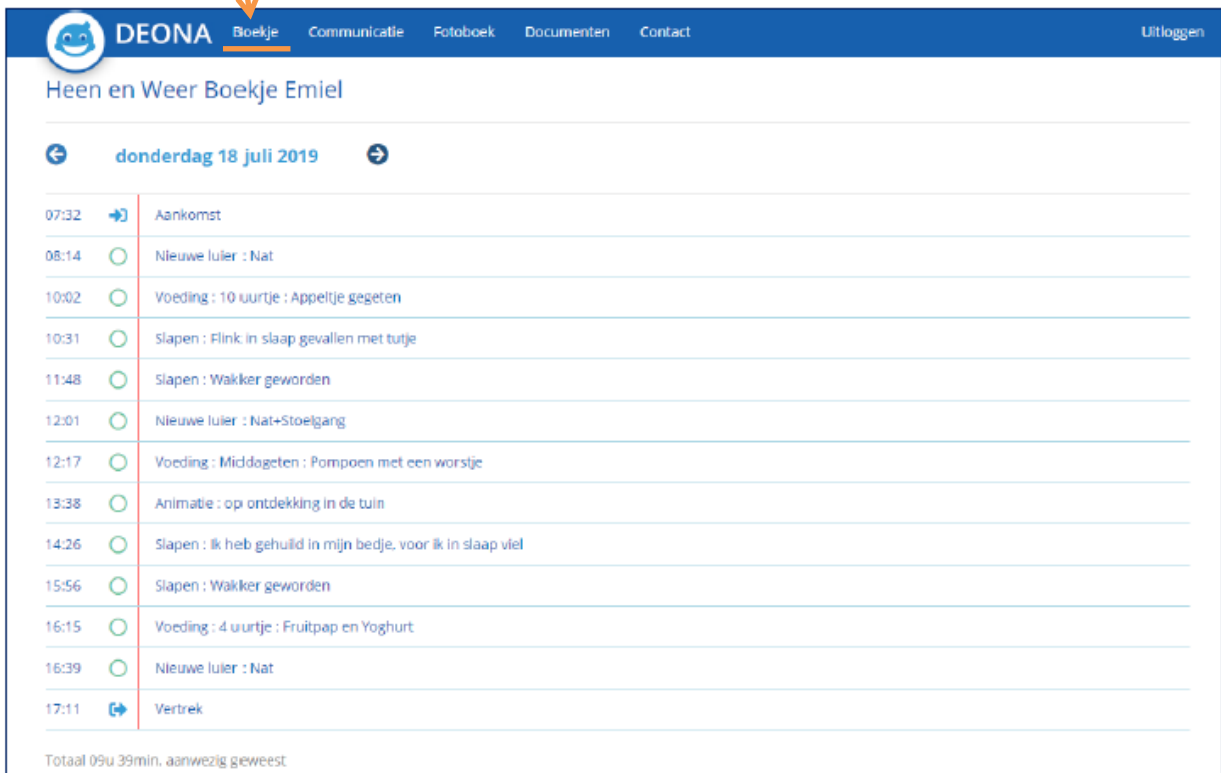 DEONA Boekje Communicatie Fotoboek Documenten Contact Uitloggen
Heen en Weer Boekje Emiel
donderdag 18 juli 2019
07:32 Aankomst
08:14 Nieuwe luier : Nat
10:02 Voeding : 10 uurtje : Appeltje gegeten
10:31 Slapen : Flink in slaap gevallen met tutje
11:48 Slapen : Wakker geworden
12:01 Nieuwe luier : Nat+Stoelgang
12:17 Voeding : Middageten : Pompoen met een worstje
13:38 Animatie : op ontdekking in de tuin
14:26 Slapen : Ik heb gehuild in mijn bedje, voor ik in slaap viel
15:56 Slapen : Wakker geworden
16:15 Voeding : 4 uurtje : Fruitpap en Yoghurt
16:39 Nieuwe luier : Nat
17:11 Vertrek
Totaal 09u 39min. aanwezig geweest